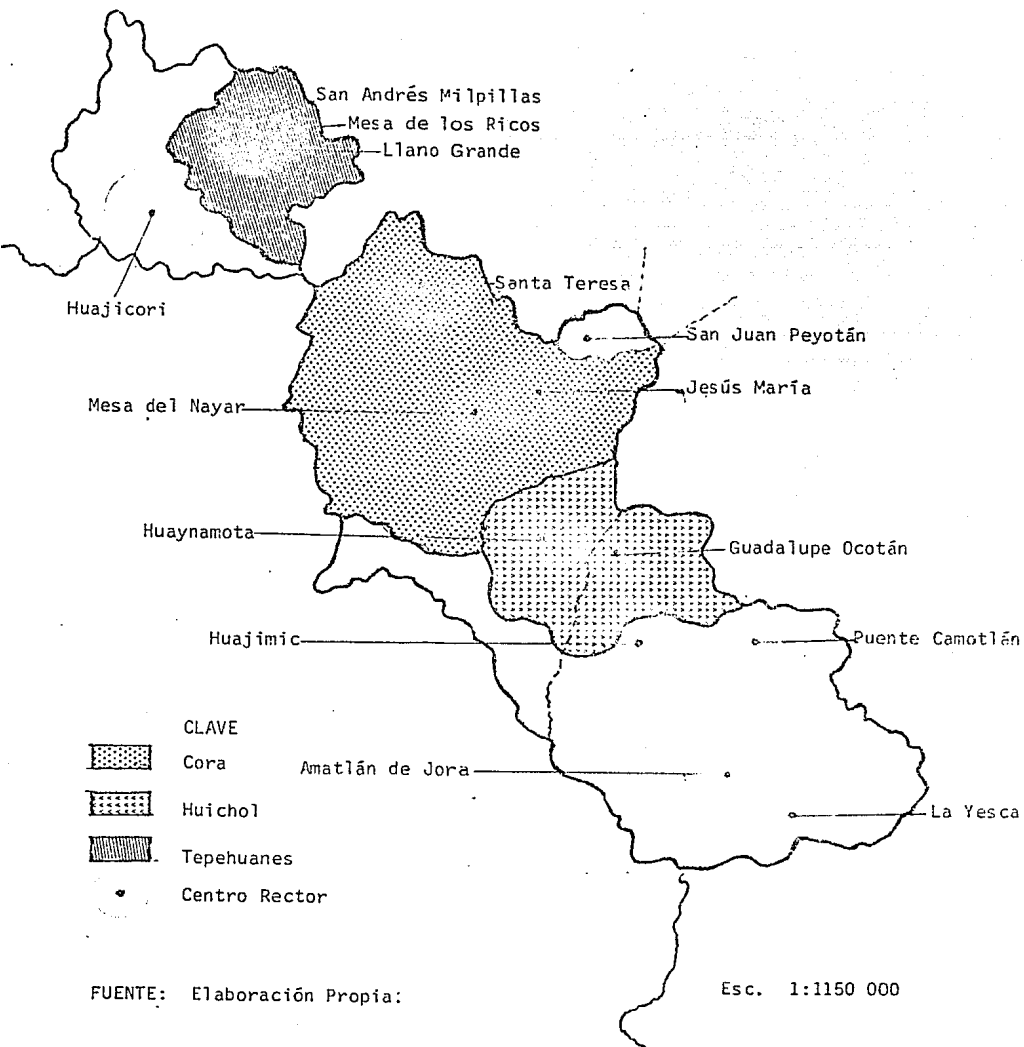 San Andrés Milpillas
Mesa de los Ricos
Llano Grande
Huajicori
Santa Teresa
San Juan Peyotán
Jesús María
Mesa del Nayar
Huaynamota
Guadalupe Ocotán
Huajimic
Puente Camotlán
CLAVE
Cora
Amatlán de Jora
Huichol
La Yesca
Tepehuanes
Centro Rector
FUENTE: Elaboración Propia:
Esc. 1:1150 000